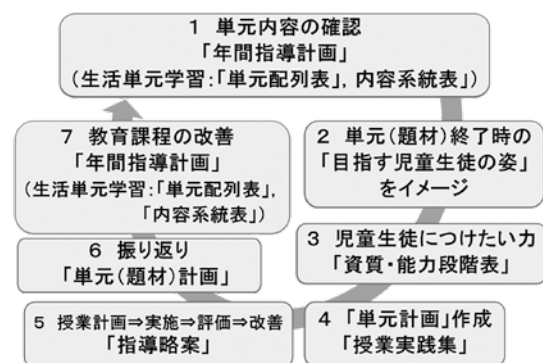 1 単元内容の確認
「年間指導計画」
(生活単元学習:「単元配列表」,内容系統表」)
2 単元(題材)終了時の
「目指す児童生徒の姿」
をイメージ
3 児童生徒につけたい力
「資質・能力段階表」
4 「単元計画」作成
「授業実践集」
5 授業計画⇒実施⇒評価⇒改善
「指導略案」
6 振り返り
「単元(題材)計画」
7 教育課程の改善
「年間指導計画」
(生活単元学習:「単元配列表」,
「内容系統表」)